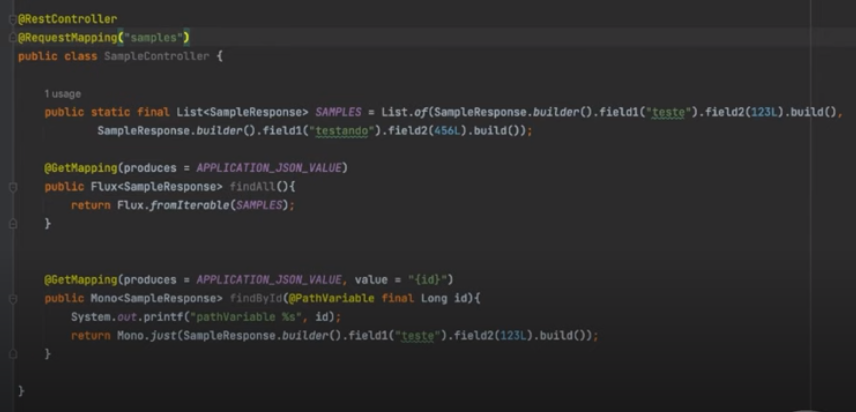 @RestController
@RequestMapping("samples")
public class SampleController {
1 usage
public static final List<SampleResponse> SAMPLES = List.of(SampleResponse.builder().field1("teste").field2(123L).build(),
SampleResponse.builder().field1("testando").field2(456L).build());
@GetMapping(produces = APPLICATION_JSON_VALUE)
public Flux<SampleResponse> findAll(){
return Flux.fromIterable(SAMPLES);
}
@GetMapping(produces = APPLICATION_JSON_VALUE, value = "{id}")
public Mono<SampleResponse> findById(@PathVariable final Long id){
System.out.printf("pathVariable %s", id);
return Mono.just(SampleResponse.builder().field1("teste").field2(123L).build());
}
}